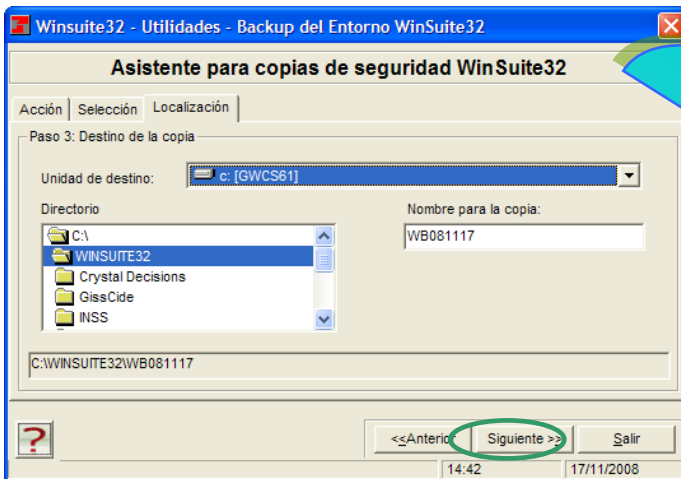 Winsuite32 - Utilidades - Backup del Entorno WinSuite32
Asistente para copias de seguridad WinSuite32
Acción Selección Localización
Paso 3: Destino de la copia
Unidad de destino: c: [GWCS61]
Directorio Nombre para la copia:
C:\ WB081117
WINSUITE32
Crystal Decisions
GissCide
INSS
C:\WINSUITE32\WB081117
? <<Anterior Siguiente >> Salir
14:42 17/11/2008